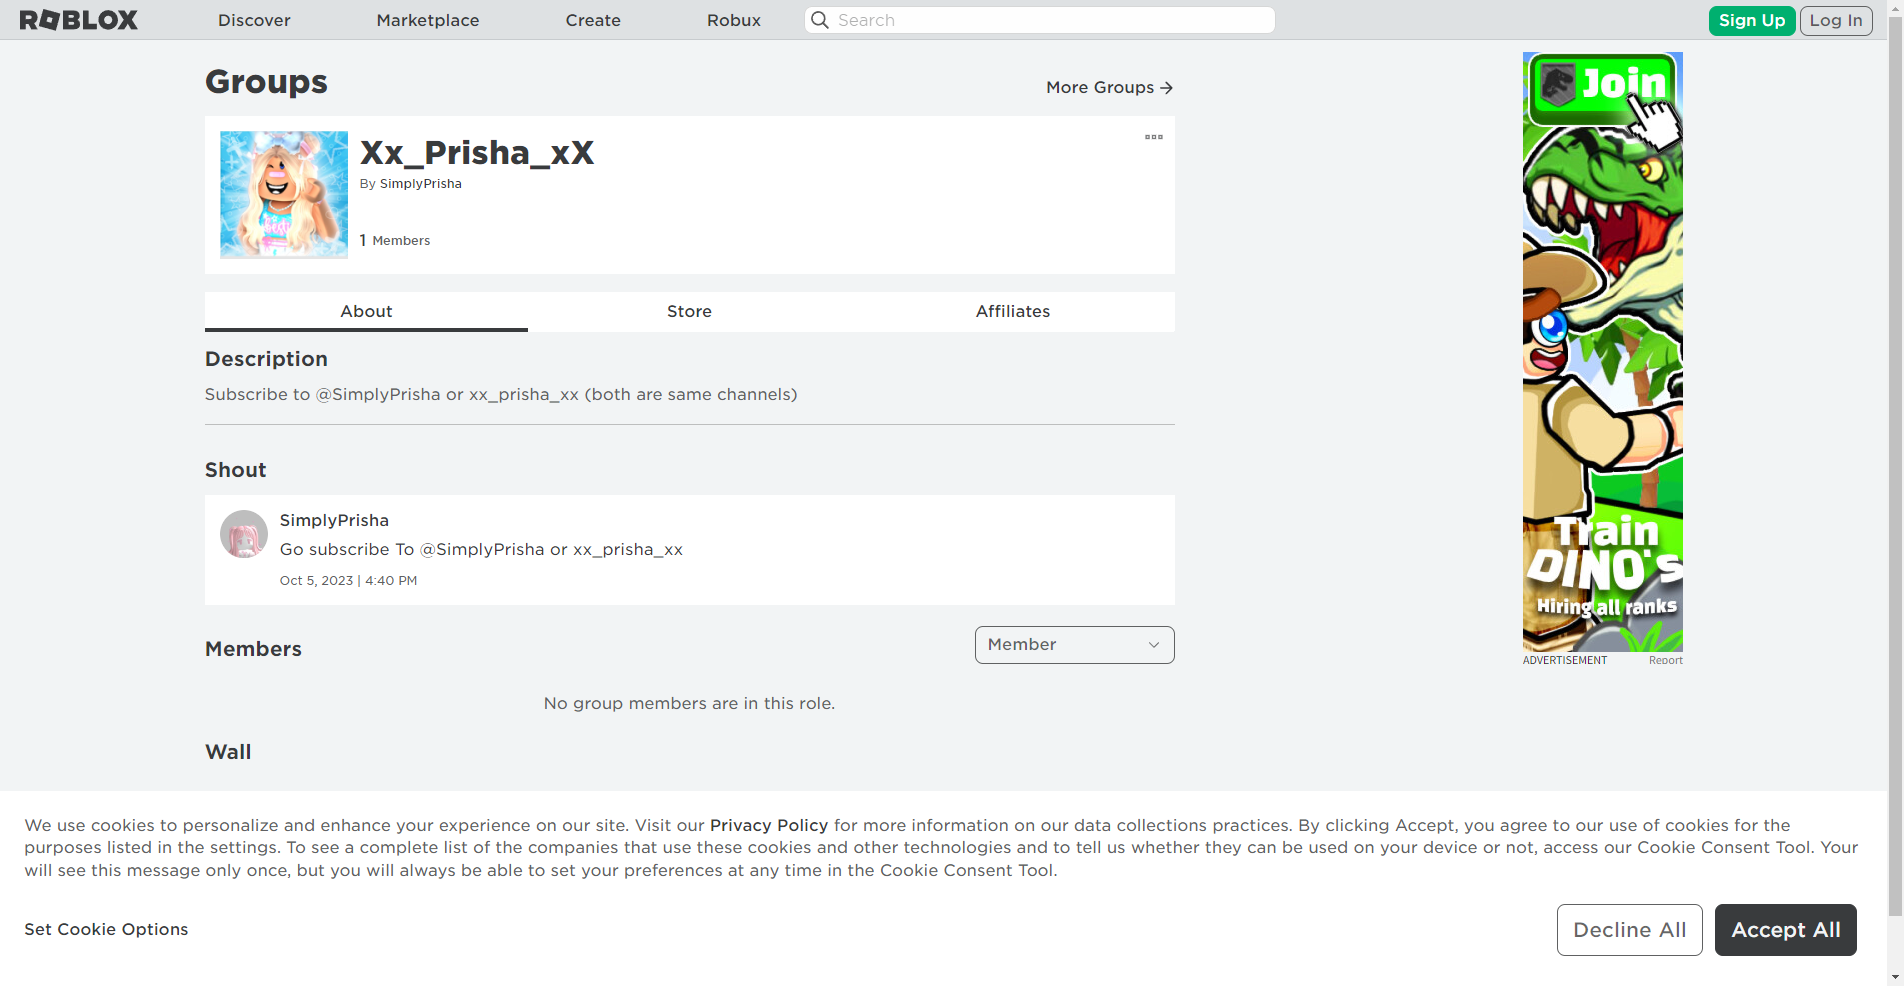 ROBLOX Discover Marketplace Create Robux Search Sign Up Log In
Groups
More Groups
Xx_Prisha_xX
By SimplyPrisha
1 Members
About Store Affiliates
Description
Subscribe to @SimplyPrisha or xx_prisha_xx (both are same channels)
Shout
SimplyPrisha
Go subscribe To @SimplyPrisha or xx_prisha_xx
Oct 5, 2023 | 4:40 PM
Members
Member
No group members are in this role.
Wall
Join
Train
DINO's
Hiring all ranks
ADVERTISEMENT Report
We use cookies to personalize and enhance your experience on our site. Visit our Privacy Policy for more information on our data collections practices. By clicking Accept, you agree to our use of cookies for the
purposes listed in the settings. To see a complete list of the companies that use these cookies and other technologies and to tell us whether they can be used on your device or not, access our Cookie Consent Tool. Your
will see this message only once, but you will always be able to set your preferences at any time in the Cookie Consent Tool.
Set Cookie Options
Decline All
Accept All